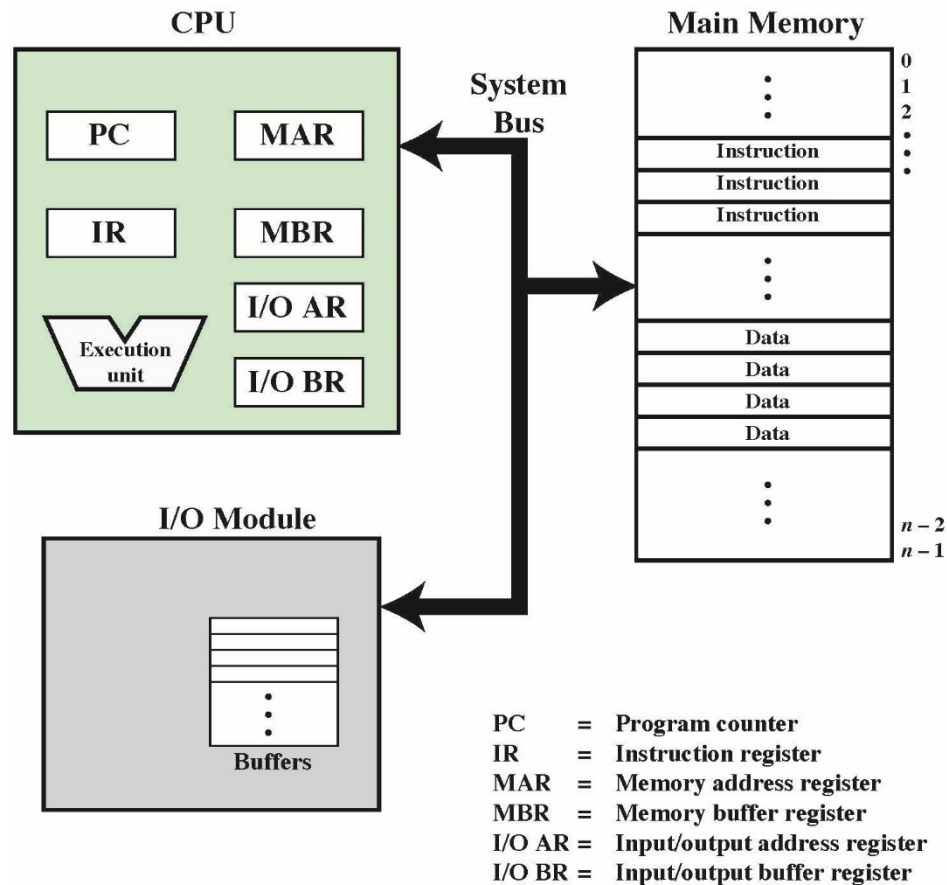 CPU
PC
MAR
IR
MBR
I/O AR
Execution
unit
I/O BR
System
Bus
Main Memory
0
1
2
Instruction
Instruction
Instruction
Data
Data
Data
Data
n – 2
n – 1
I/O Module
Buffers
PC = Program counter
IR = Instruction register
MAR = Memory address register
MBR = Memory buffer register
I/O AR = Input/output address register
I/O BR = Input/output buffer register